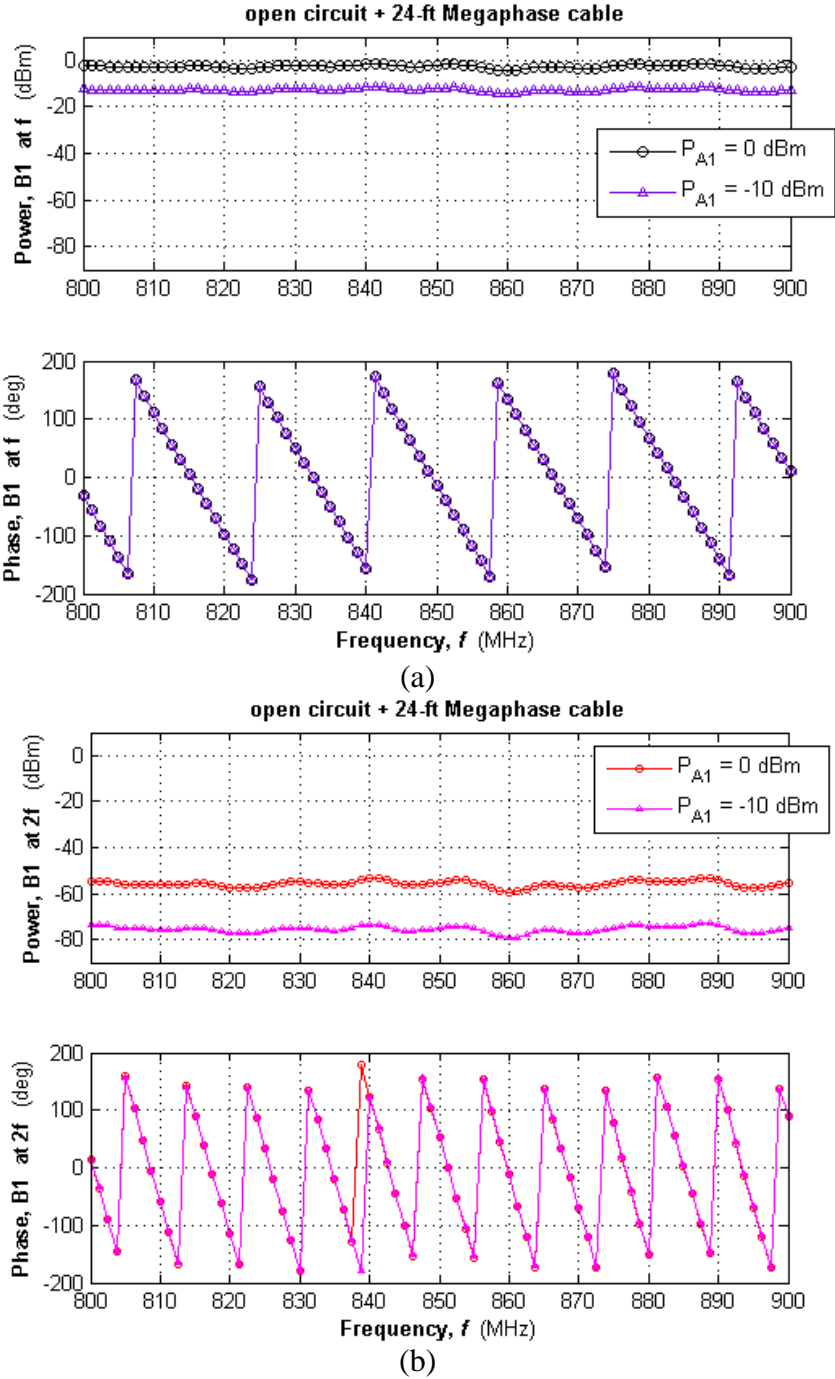 open circuit + 24-ft Megaphase cable
Power, B1 at f (dBm)
0
-20
-40
-60
-80
P_A1 = 0 dBm
P_A1 = -10 dBm
800 810 820 830 840 850 860 870 880 890 900
Phase, B1 at f (deg)
200
100
0
-100
-200
800 810 820 830 840 850 860 870 880 890 900
Frequency, f (MHz)
(a)
open circuit + 24-ft Megaphase cable
Power, B1 at 2f (dBm)
0
-20
-40
-60
-80
P_A1 = 0 dBm
P_A1 = -10 dBm
800 810 820 830 840 850 860 870 880 890 900
Phase, B1 at 2f (deg)
200
100
0
-100
-200
800 810 820 830 840 850 860 870 880 890 900
Frequency, f (MHz)
(b)